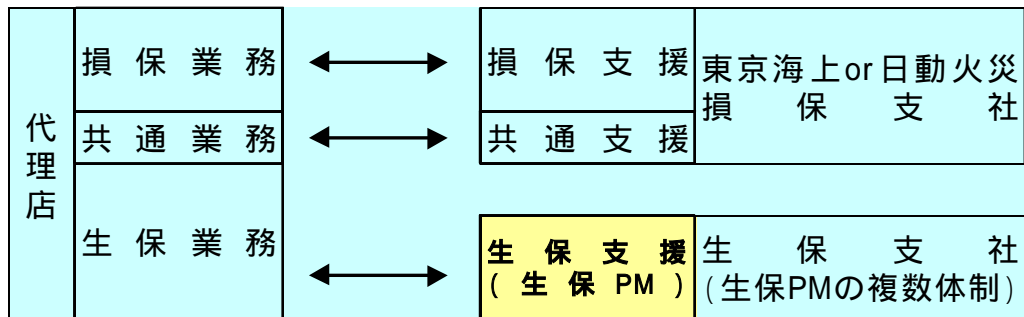 代理店
損保業務
共通業務
生保業務
損保支援
共通支援
東京海上or日動火災
損保支社
生保支援
(生保PM)
生保支社
(生保PMの複数体制)